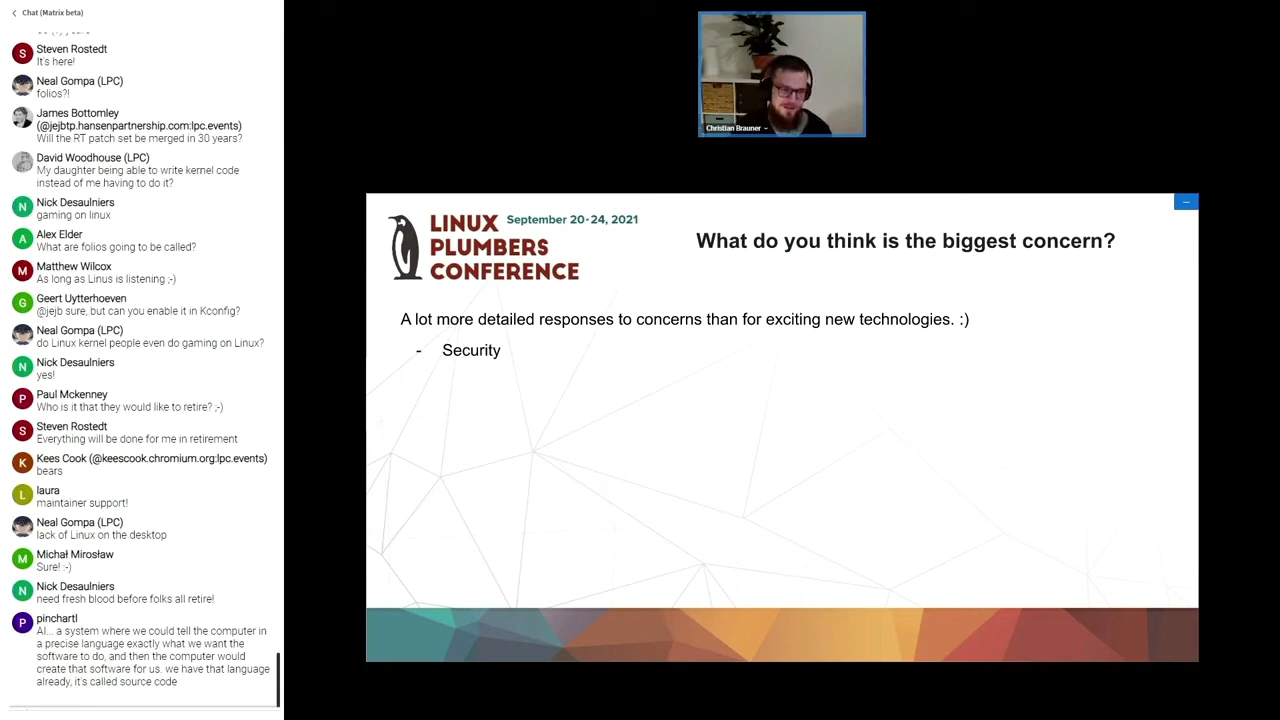 Chat (Matrix beta)
S
Steven Rostedt
It's here!
Neal Gompa (LPC)
folios?!
James Bottomley
(@jejbtp.hansenpartnership.com:lpc.events)
Will the RT patch set be merged in 30 years?
David Woodhouse (LPC)
My daughter being able to write kernel code
instead of me having to do it?
N
Nick Desaulniers
gaming on linux
A
Alex Elder
What are folios going to be called?
M
Matthew Wilcox
As long as Linus is listening ;-)
G
Geert Uytterhoeven
@jejb sure, but can you enable it in Kconfig?
Neal Gompa (LPC)
do Linux kernel people even do gaming on Linux?
N
Nick Desaulniers
yes!
P
Paul Mckenney
Who is it that they would like to retire? ;-)
S
Steven Rostedt
Everything will be done for me in retirement
K
Kees Cook (@keescook.chromium.org:lpc.events)
bears
L
laura
maintainer support!
Neal Gompa (LPC)
lack of Linux on the desktop
M
Michał Mirosław
Sure! :-)
N
Nick Desaulniers
need fresh blood before folks all retire!
P
pinchartl
AI... a system where we could tell the computer in
a precise language exactly what we want the
software to do, and then the computer would
create that software for us. we have that language
already, it's called source code
Christian Brauner
LINUX September 20-24, 2021
PLUMBERS
CONFERENCE
What do you think is the biggest concern?
A lot more detailed responses to concerns than for exciting new technologies. :)
- Security